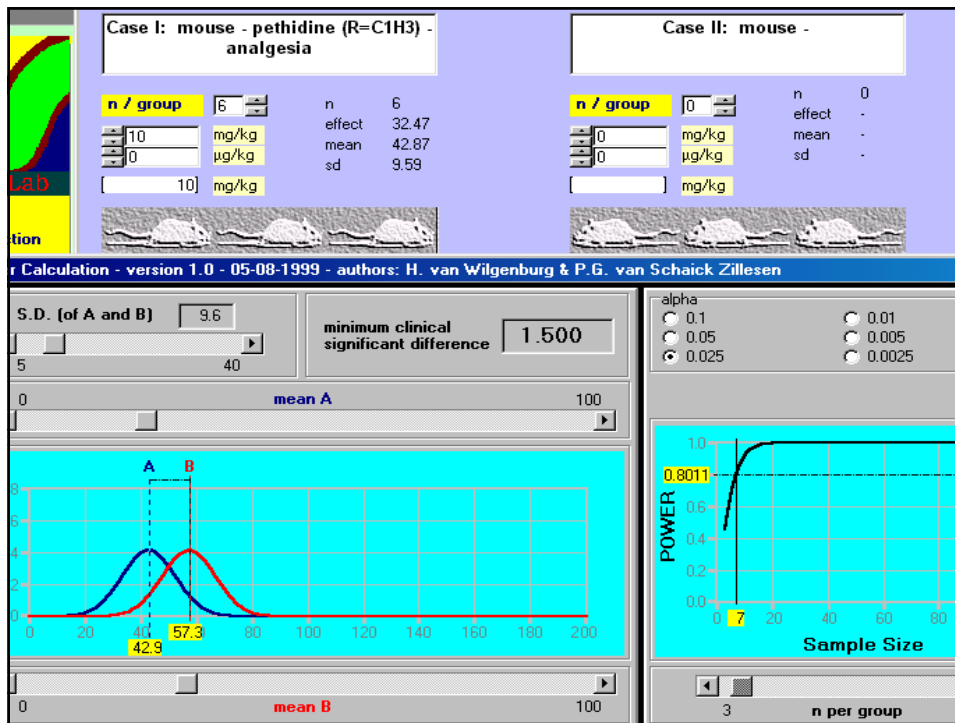 Case I: mouse - pethidine (R=C1H3) -
analgesia
n / group 6
10 mg/kg
0 µg/kg
[ 10] mg/kg
n 6
effect 32.47
mean 42.87
sd 9.59
Case II: mouse -
n / group 0
0 mg/kg
0 µg/kg
[ ] mg/kg
n 0
effect -
mean -
sd -
Lab
ction
r Calculation - version 1.0 - 05-08-1999 - authors: H. van Wilgenburg & P.G. van Schaick Zillesen
S.D. (of A and B) 9.6
5 40
minimum clinical
significant difference 1.500
alpha
0.1 0.01
0.05 0.005
0.025 0.0025
0 mean A 100
A B
8
6
4
2
0
0 20 40 60 80 100 120 140 160 180 200
42.9 57.3
0 mean B 100
POWER
1.0
0.8011
0.6
0.4
0.2
0.0
0 7 20 40 60 80
Sample Size
3 n per group